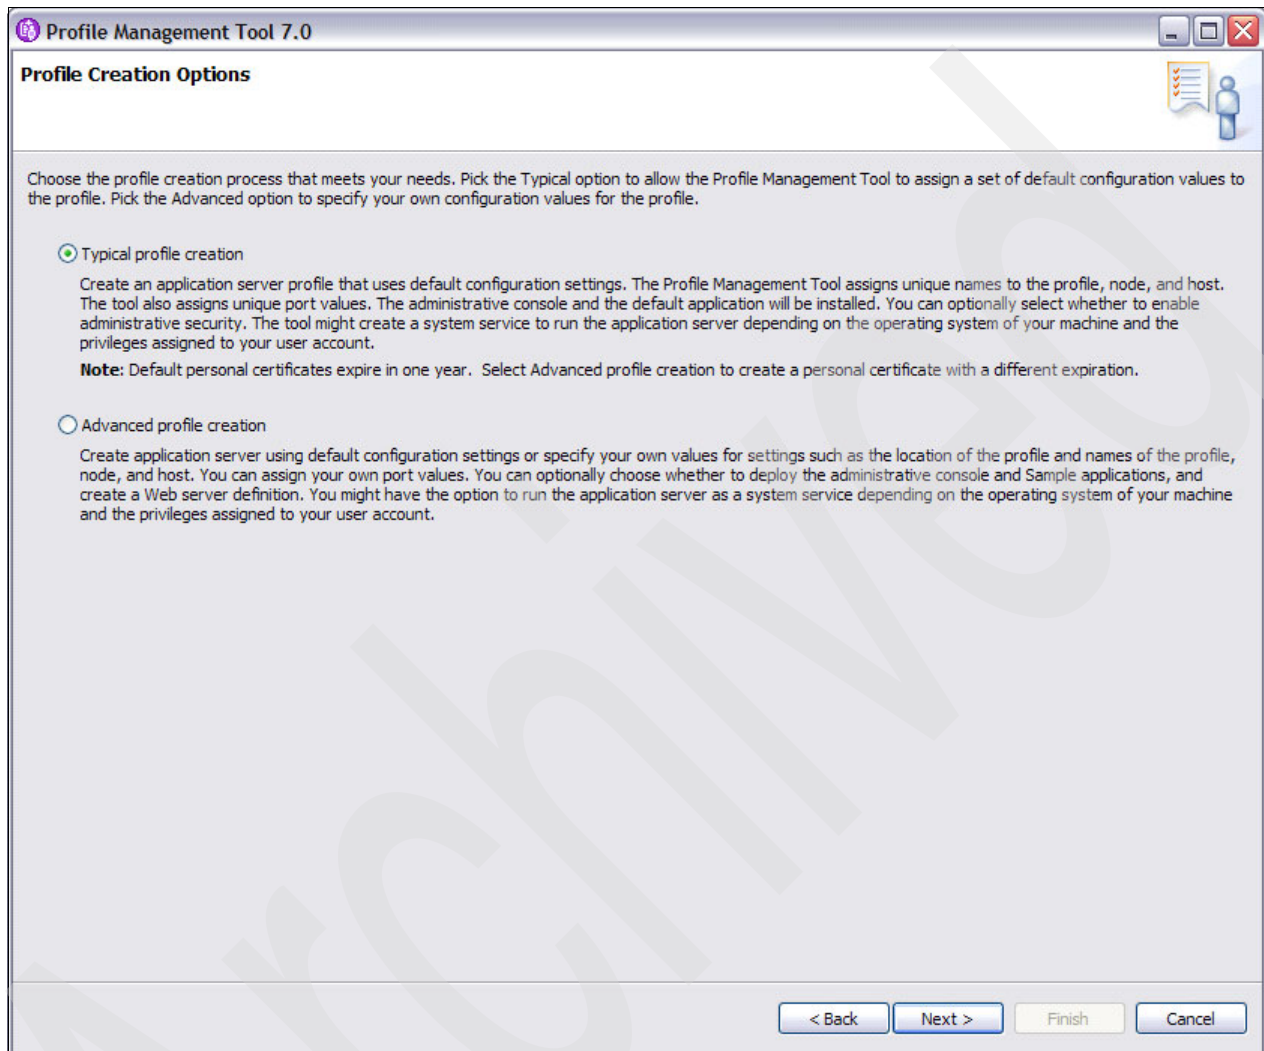 Profile Management Tool 7.0
Profile Creation Options
Choose the profile creation process that meets your needs. Pick the Typical option to allow the Profile Management Tool to assign a set of default configuration values to
the profile. Pick the Advanced option to specify your own configuration values for the profile.
Typical profile creation
Create an application server profile that uses default configuration settings. The Profile Management Tool assigns unique names to the profile, node, and host.
The tool also assigns unique port values. The administrative console and the default application will be installed. You can optionally select whether to enable
administrative security. The tool might create a system service to run the application server depending on the operating system of your machine and the
privileges assigned to your user account.
Note: Default personal certificates expire in one year. Select Advanced profile creation to create a personal certificate with a different expiration.
Advanced profile creation
Create application server using default configuration settings or specify your own values for settings such as the location of the profile and names of the profile,
node, and host. You can assign your own port values. You can optionally choose whether to deploy the administrative console and Sample applications, and
create a Web server definition. You might have the option to run the application server as a system service depending on the operating system of your machine
and the privileges assigned to your user account.
< Back Next > Finish Cancel
Archived